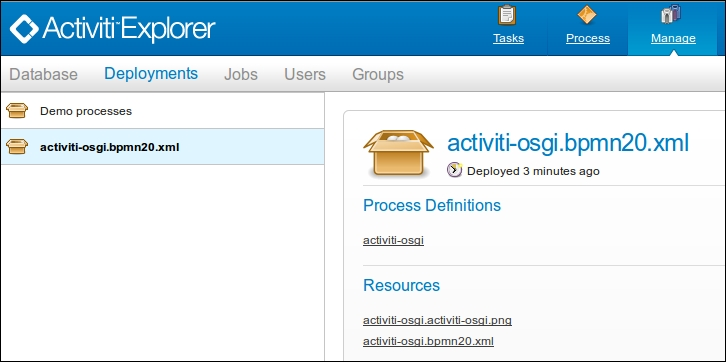 Activiti™ Explorer
Tasks Process Manage
Database Deployments Jobs Users Groups
Demo processes
activiti-osgi.bpmn20.xml
activiti-osgi.bpmn20.xml
Deployed 3 minutes ago
Process Definitions
activiti-osgi
Resources
activiti-osgi.activiti-osgi.png
activiti-osgi.bpmn20.xml